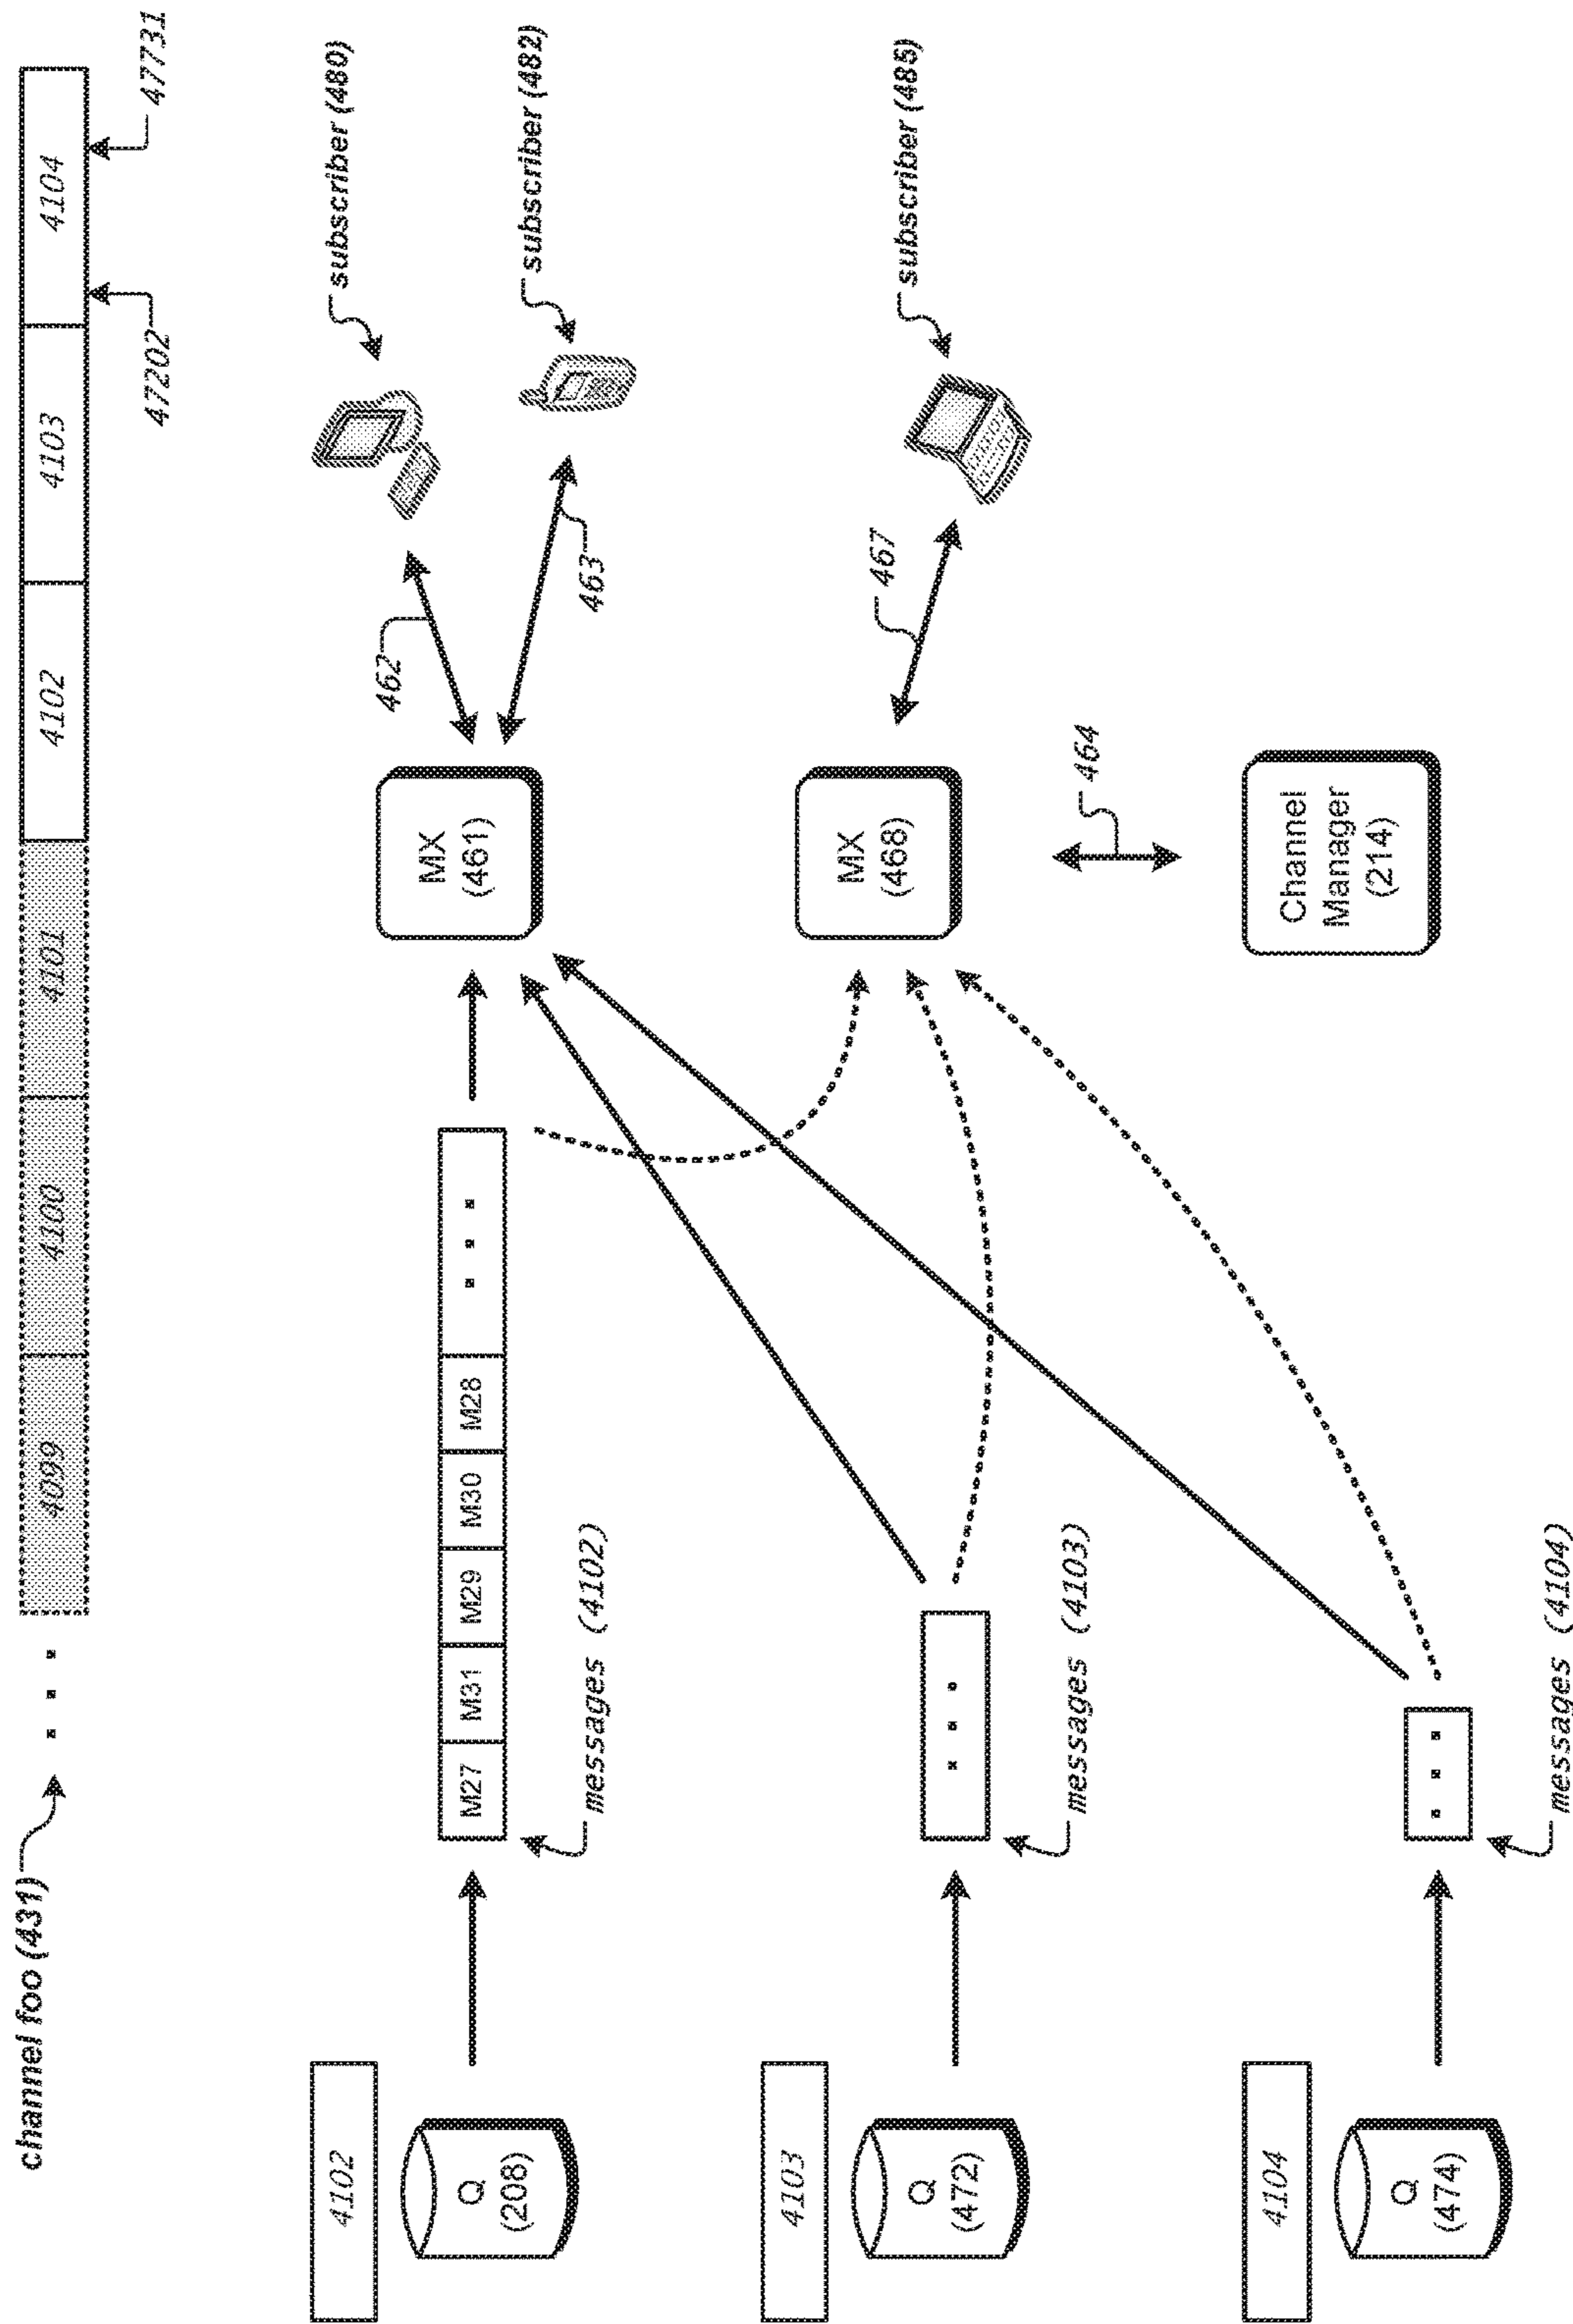 channel foo (431)
. . .
4099
4100
4101
4102
4103
4104
47202
47731
4102
Q
(208)
M27
M31
M29
M30
M28
. . .
messages (4102)
MX
(461)
462
463
subscriber (480)
subscriber (482)
4103
Q
(472)
. . .
messages (4103)
MX
(468)
467
subscriber (485)
464
4104
Q
(474)
. . .
messages (4104)
Channel
Manager
(214)